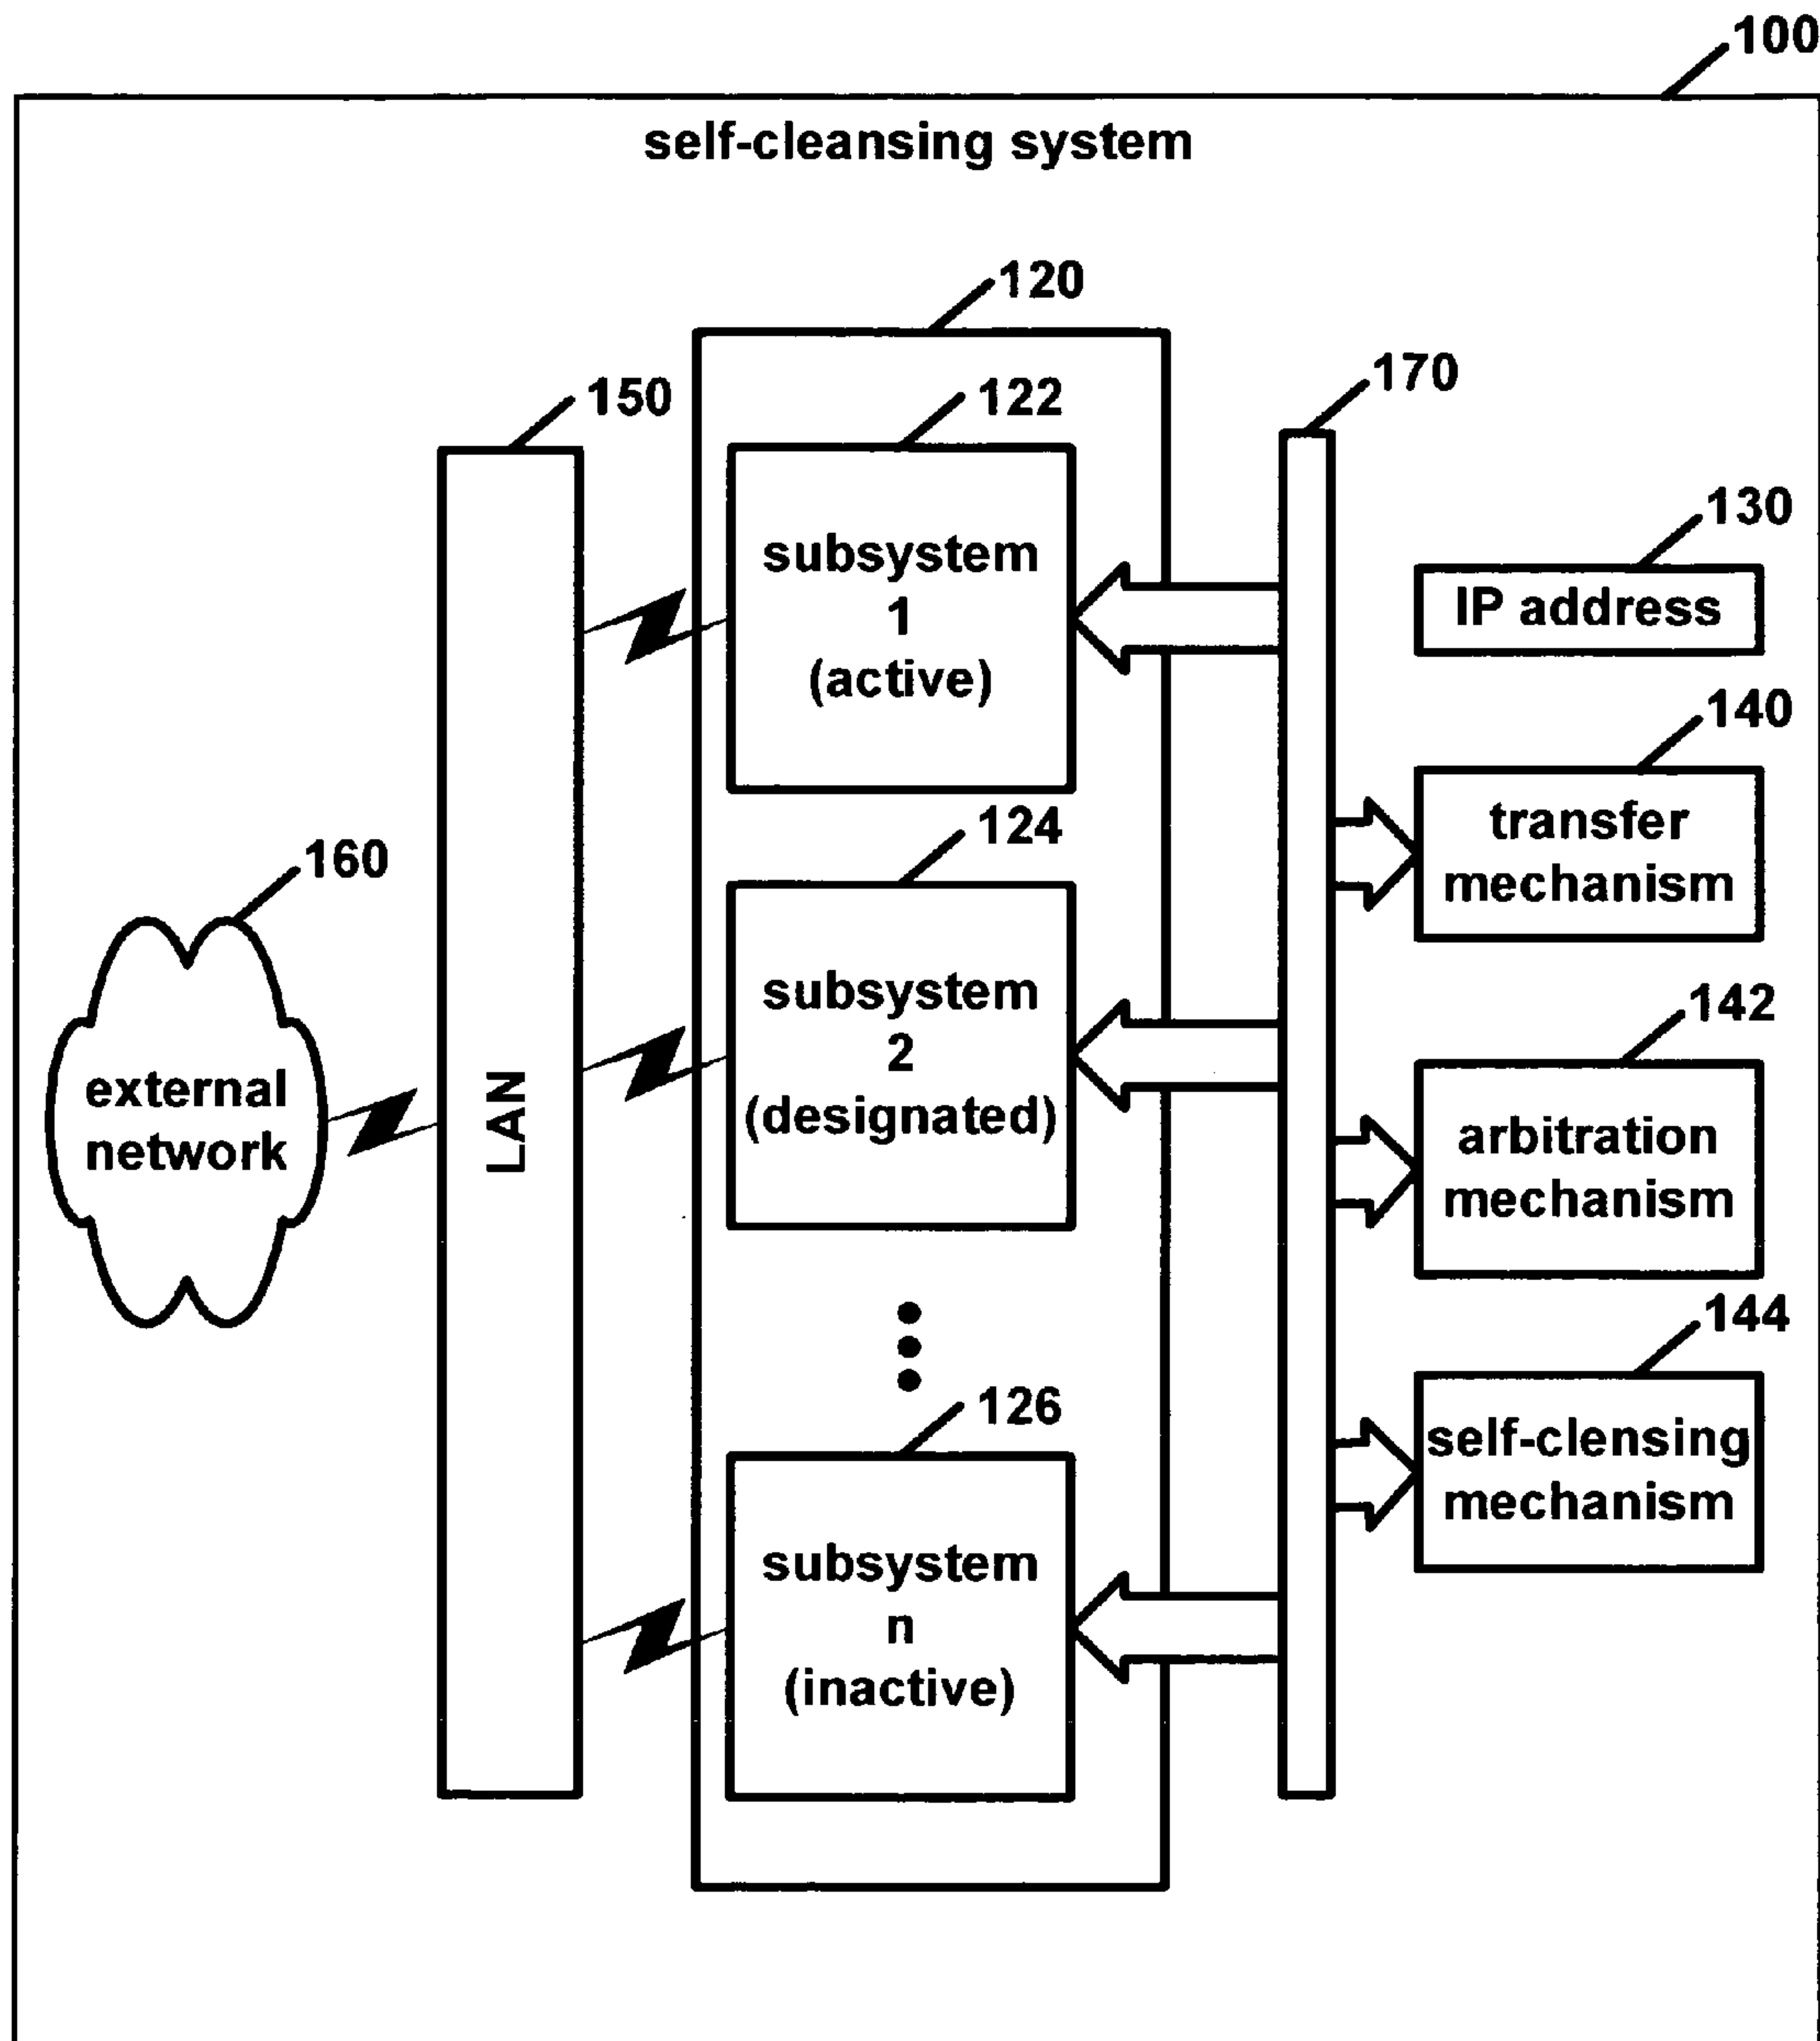 100
self-cleansing system
120
150
122
170
subsystem
1
(active)
130
IP address
140
transfer
mechanism
160
external
network
LAN
124
subsystem
2
(designated)
142
arbitration
mechanism
144
self-clensing
mechanism
126
subsystem
n
(inactive)